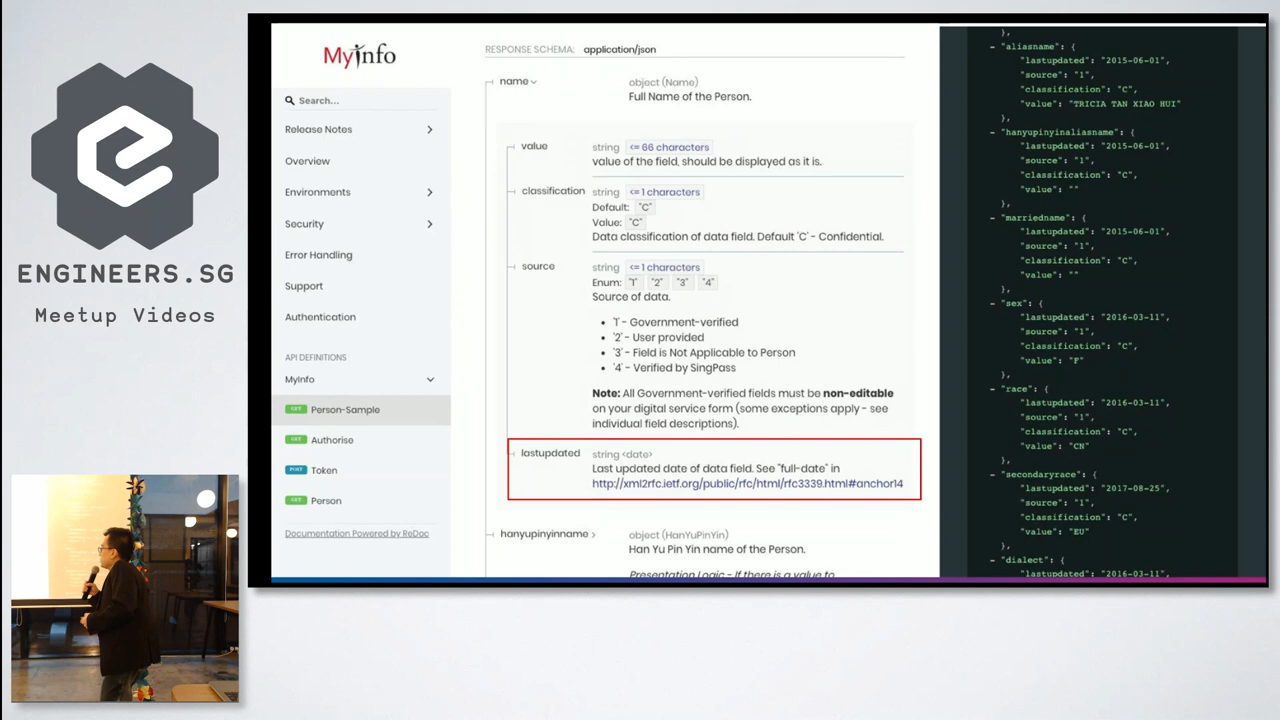 ENGINEERS.SG
Meetup Videos
MyInfo
Search...
Release Notes
Overview
Environments
Security
Error Handling
Support
Authentication
API DEFINITIONS
MyInfo
GET Person-Sample
GET Authorise
POST Token
GET Person
Documentation Powered by ReDoc
RESPONSE SCHEMA: application/json
name
object (Name)
Full Name of the Person.
value
string <= 66 characters
value of the field, should be displayed as it is.
classification
string <= 1 characters
Default: "C"
Value: "C"
Data classification of data field. Default 'C' - Confidential.
source
string <= 1 characters
Enum: "1" "2" "3" "4"
Source of data.
• '1' - Government-verified
• '2' - User provided
• '3' - Field is Not Applicable to Person
• '4' - Verified by SingPass
Note: All Government-verified fields must be non-editable
on your digital service form (some exceptions apply - see
individual field descriptions).
lastupdated
string <date>
Last updated date of data field. See "full-date" in
http://xml2rfc.ietf.org/public/rfc/html/rfc3339.html#anchor14
hanyupinyinname
object (HanYuPinYin)
Han Yu Pin Yin name of the Person.
Presentation Logic - If there is a value to
},
- "aliasname": {
"lastupdated": "2015-06-01",
"source": "1",
"classification": "C",
"value": "TRICIA TAN XIAO HUI"
},
- "hanyupinyinaliasname": {
"lastupdated": "2015-06-01",
"source": "1",
"classification": "C",
"value": ""
},
- "marriedname": {
"lastupdated": "2015-06-01",
"source": "1",
"classification": "C",
"value": ""
},
- "sex": {
"lastupdated": "2016-03-11",
"source": "1",
"classification": "C",
"value": "F"
},
- "race": {
"lastupdated": "2016-03-11",
"source": "1",
"classification": "C",
"value": "CN"
},
- "secondaryrace": {
"lastupdated": "2017-08-25",
"source": "1",
"classification": "C",
"value": "EU"
},
- "dialect": {
"lastupdated": "2016-03-11",